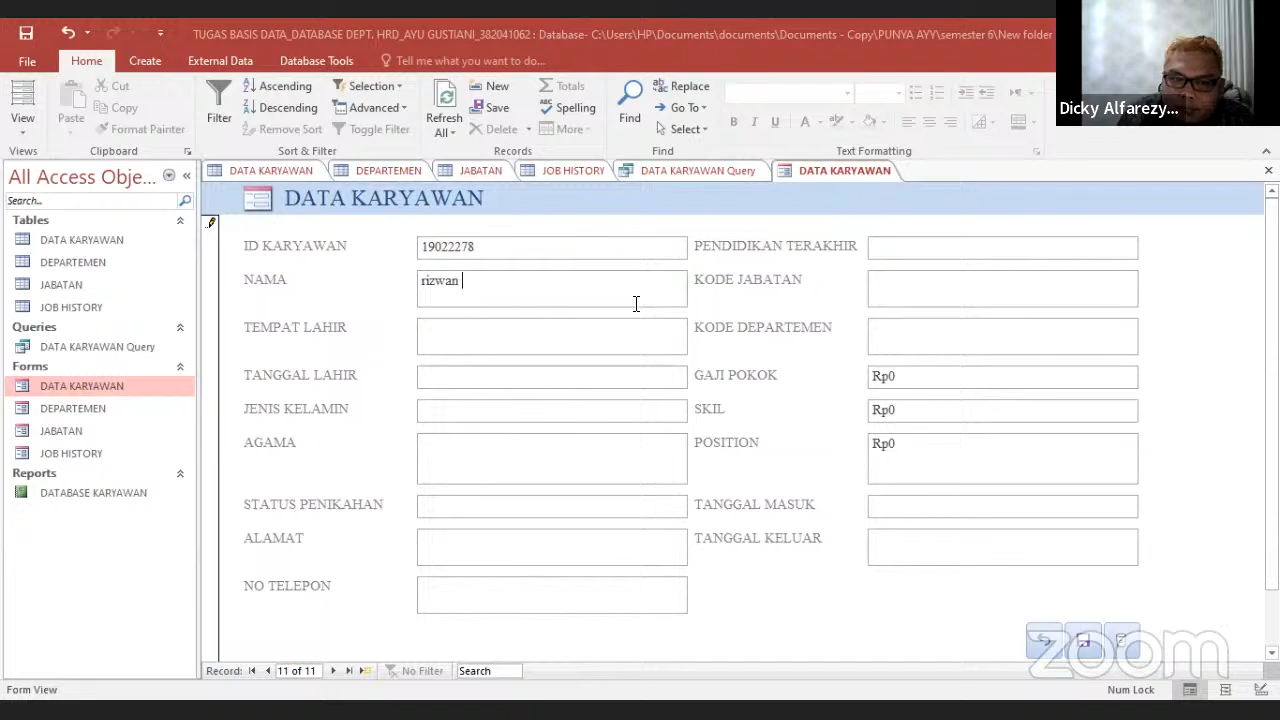 TUGAS BASIS DATA_DATABASE DEPT. HRD_AYU GUSTIANI_382041062 : Database- C:\Users\HP\Documents\documents\Documents - Copy\PUNYA AYY\semester 6\New folder
Dicky Alfarezy...
File Home Create External Data Database Tools Tell me what you want to do...
View
Views
Paste
Cut
Copy
Format Painter
Clipboard
Filter
Ascending
Descending
Remove Sort
Selection
Advanced
Toggle Filter
Sort & Filter
Refresh All
New
Save
Delete
Totals
Spelling
More
Records
Find
Replace
Go To
Select
Find
B I U A
Text Formatting
All Access Obje...
Search...
Tables
DATA KARYAWAN
DEPARTEMEN
JABATAN
JOB HISTORY
Queries
DATA KARYAWAN Query
Forms
DATA KARYAWAN
DEPARTEMEN
JABATAN
JOB HISTORY
Reports
DATABASE KARYAWAN
DATA KARYAWAN DEPARTEMEN JABATAN JOB HISTORY DATA KARYAWAN Query DATA KARYAWAN
DATA KARYAWAN
ID KARYAWAN 19022278 PENDIDIKAN TERAKHIR
NAMA rizwan KODE JABATAN
TEMPAT LAHIR KODE DEPARTEMEN
TANGGAL LAHIR GAJI POKOK Rp0
JENIS KELAMIN SKIL Rp0
AGAMA POSITION Rp0
STATUS PENIKAHAN TANGGAL MASUK
ALAMAT TANGGAL KELUAR
NO TELEPON
zoom
Record: 11 of 11 No Filter Search
Form View Num Lock